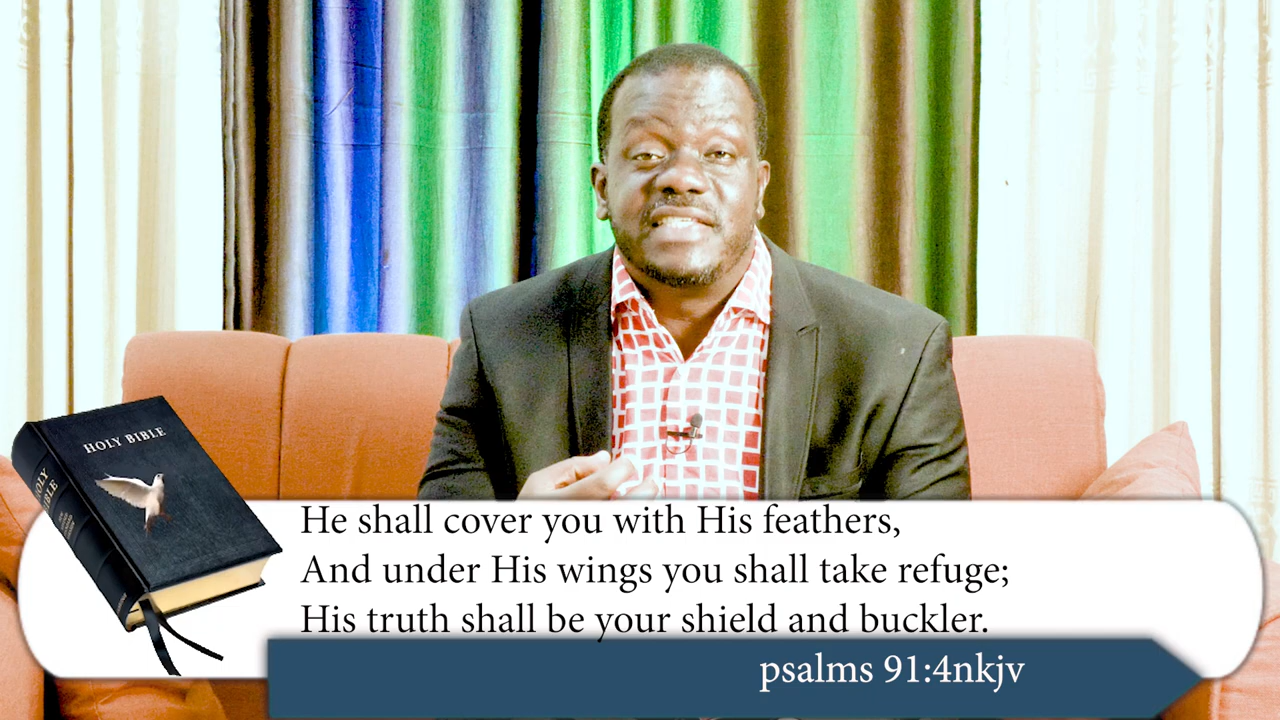 HOLY BIBLE
HOLY BIBLE
He shall cover you with His feathers,
And under His wings you shall take refuge;
His truth shall be your shield and buckler.
psalms 91:4nkjv